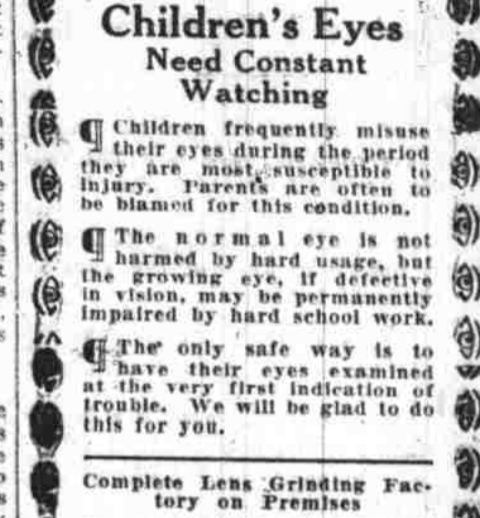 Children's Eyes
Need Constant
Watching
¶ Children frequently misuse
their eyes during the period
they are most susceptible to
injury. Parents are often to
be blamed for this condition.
¶ The normal eye is not
harmed by hard usage, but
the growing eye, if defective
in vision, may be permanently
impaired by hard school work.
¶ The only safe way is to
have their eyes examined
at the very first indication of
trouble. We will be glad to do
this for you.
Complete Lens Grinding Fac-
tory on Premises